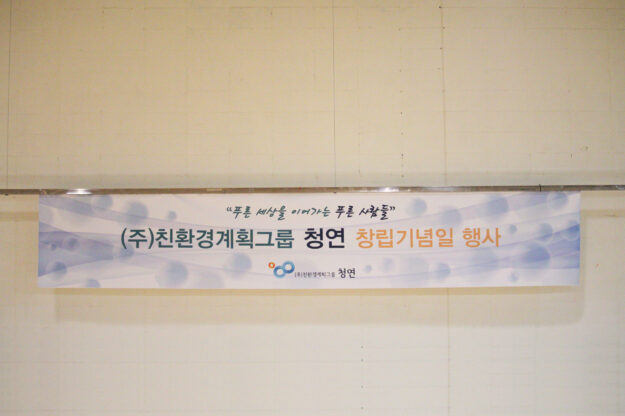 “푸른 세상을 이어가는 푸른 사람들”
(주)친환경계획그룹 청연 창립기념일 행사
(주)친환경계획그룹 청연